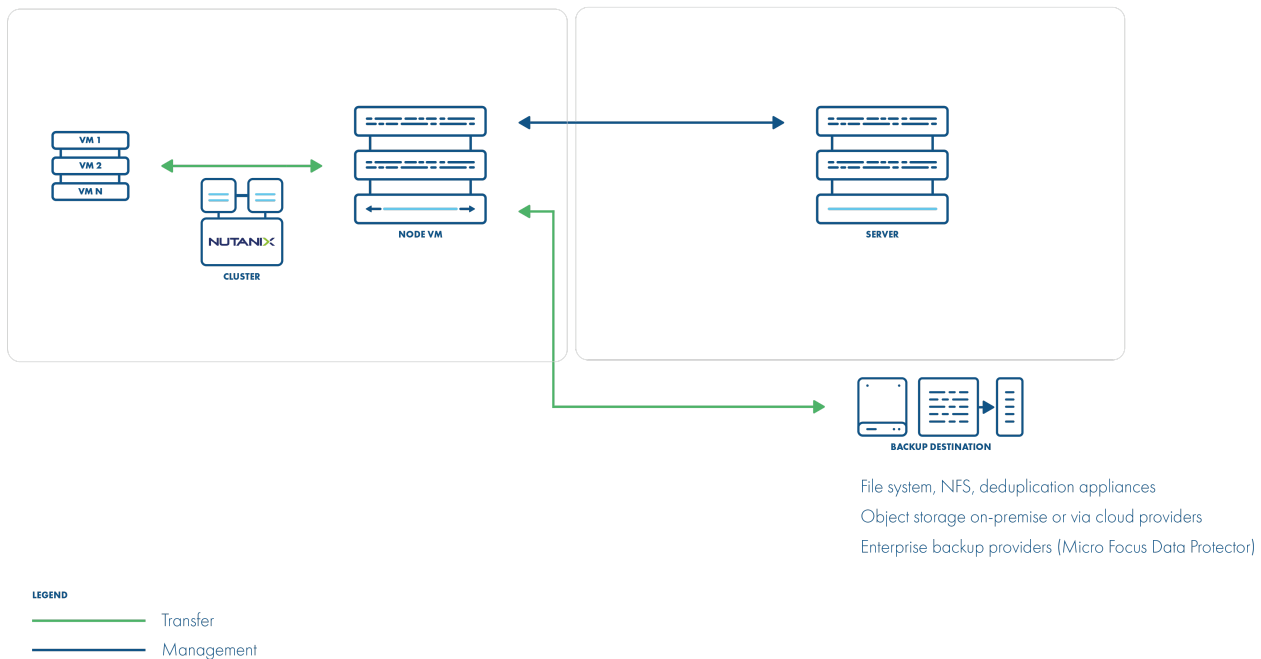 VM 1
VM 2
VM N
NUTANIX
CLUSTER
NODE VM
SERVER
BACKUP DESTINATION
File system, NFS, deduplication appliances
Object storage on-premise or via cloud providers
Enterprise backup providers (Micro Focus Data Protector)
LEGEND
Transfer
Management